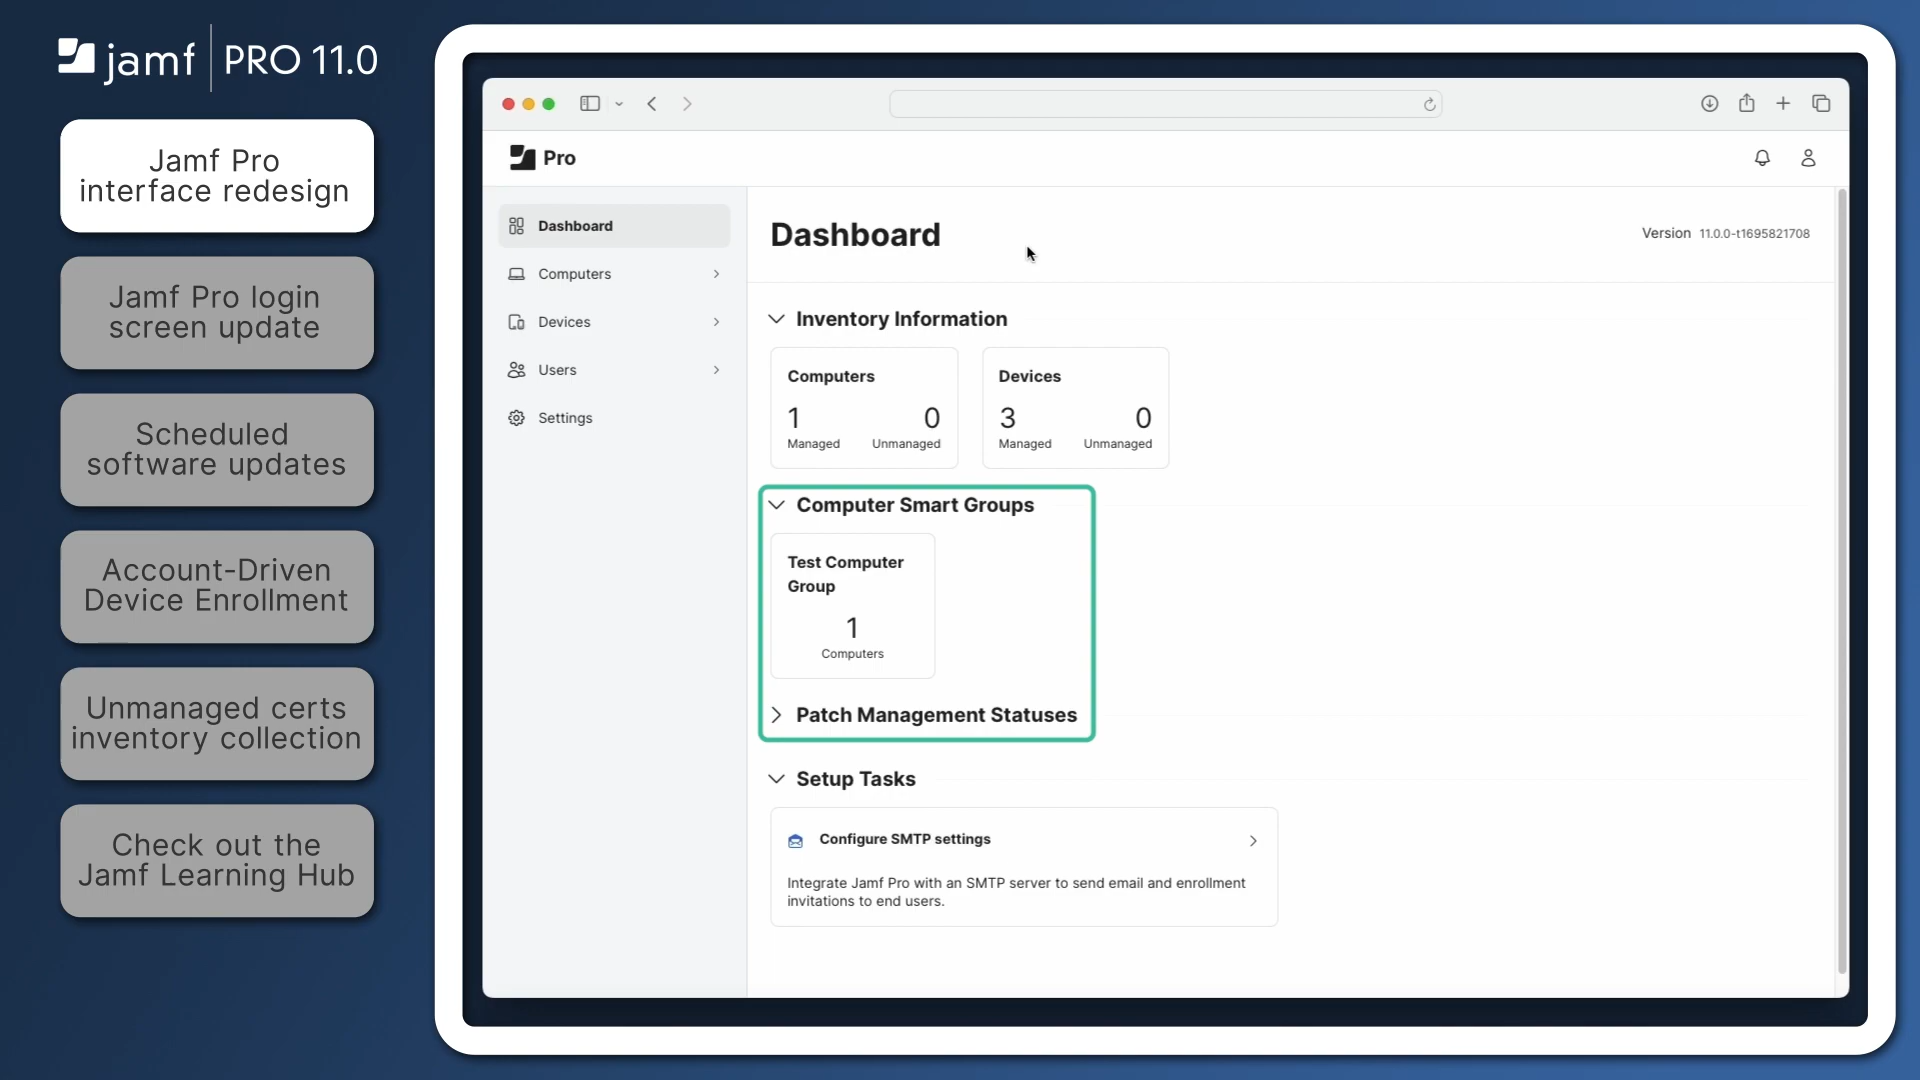 jamf PRO 11.0
Jamf Pro
interface redesign
Jamf Pro login
screen update
Scheduled
software updates
Account-Driven
Device Enrollment
Unmanaged certs
inventory collection
Check out the
Jamf Learning Hub
Pro
Dashboard
Computers
Devices
Users
Settings
Dashboard
Version 11.0.0-t1695821708
Inventory Information
Computers
1 0
Managed Unmanaged
Devices
3 0
Managed Unmanaged
Computer Smart Groups
Test Computer
Group
1
Computers
Patch Management Statuses
Setup Tasks
Configure SMTP settings
Integrate Jamf Pro with an SMTP server to send email and enrollment
invitations to end users.